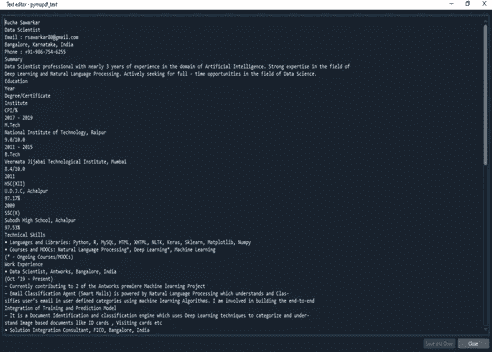 Text editor - pymupdf_text
Rucha Sawarkar
Data Scientist
Email : rsawarkar80@gmail.com
Bangalore, Karnataka, India
Phone : +91-986-754-6255
Summary
Data Scientist professional with nearly 3 years of experience in the domain of Artificial Intelligence. Strong expertise in the field of
Deep Learning and Natural Language Processing. Actively seeking for full - time opportunities in the field of Data Science.
Education
Year
Degree/Certificate
Institute
CPI/%
2017 - 2019
M.Tech
National Institute of Technology, Raipur
9.0/10.0
2011 - 2015
B.Tech
Veermata Jijabai Technological Institute, Mumbai
8.4/10.0
2011
HSC(XII)
U.D.J.C, Achalpur
97.17%
2009
SSC(X)
Subodh High School, Achalpur
97.53%
Technical Skills
• Languages and Libraries: Python, R, MySQL, HTML, XHTML, NLTK, Keras, Sklearn, Matplotlib, Numpy
• Courses and MOOCs: Natural Language Processing*, Deep Learning*, Machine Learning
(* - Ongoing Courses/MOOCs)
Work Experience
• Data Scientist, Antworks, Bangalore, India
(Oct '19 - Present)
- Currently contributing to 2 of the Antworks premiere Machine Learning Project
- EMail Classification Agent (Smart Mails) is powered by Natural Language Processing which understands and Clas-
sifies user's email in user defined categories using machine learning Algorithms. I am involved in building the end-to-end
Integration of Training and Prediction Model
- It is a Document Identification and Classification engine which uses Deep Learning techniques to categorize and under-
stand Image based documents like ID cards , Visiting cards etc
• Solution Integration Consultant, FICO, Bangalore, India
Save and Close
Close